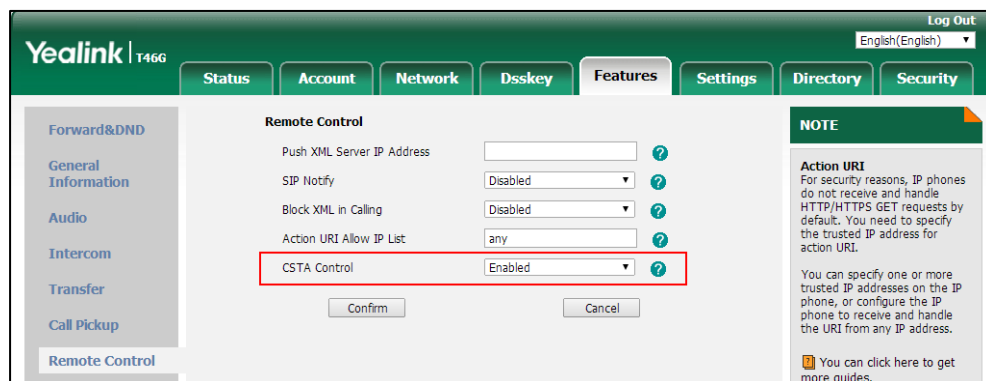 Log Out
English(English)
Yealink T46G
Status Account Network Dsskey Features Settings Directory Security
Forward&DND
General
Information
Audio
Intercom
Transfer
Call Pickup
Remote Control
Remote Control
Push XML Server IP Address
SIP Notify Disabled
Block XML in Calling Disabled
Action URI Allow IP List any
CSTA Control Enabled
Confirm Cancel
NOTE
Action URI
For security reasons, IP phones
do not receive and handle
HTTP/HTTPS GET requests by
default. You need to specify
the trusted IP address for
action URI.
You can specify one or more
trusted IP addresses on the IP
phone, or configure the IP
phone to receive and handle
the URI from any IP address.
You can click here to get
more guides.